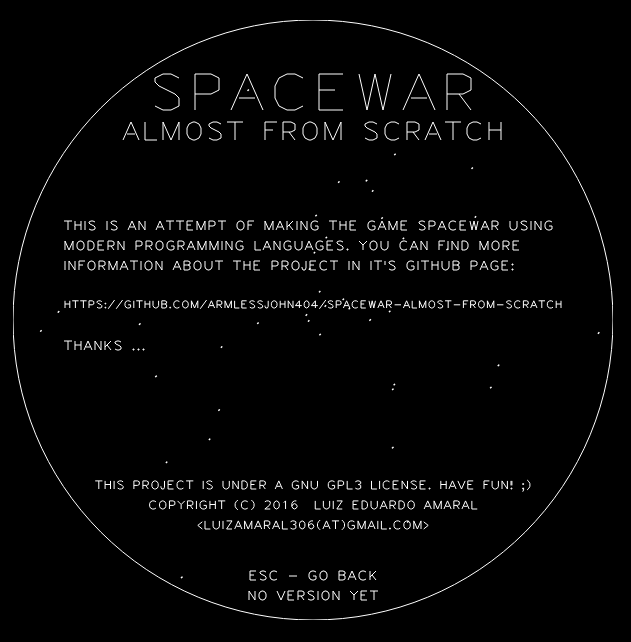 SPACEWAR
ALMOST FROM SCRATCH
THIS IS AN ATTEMPT OF MAKING THE GAME SPACEWAR USING
MODERN PROGRAMMING LANGUAGES. YOU CAN FIND MORE
INFORMATION ABOUT THE PROJECT IN IT'S GITHUB PAGE:
HTTPS://GITHUB.COM/ARMLESSJOHN404/SPACEWAR-ALMOST-FROM-SCRATCH
THANKS ...
THIS PROJECT IS UNDER A GNU GPL3 LICENSE. HAVE FUN! ;)
COPYRIGHT (C) 2016 LUIZ EDUARDO AMARAL
<LUIZAMARAL306(AT)GMAIL.COM>
ESC - GO BACK
NO VERSION YET